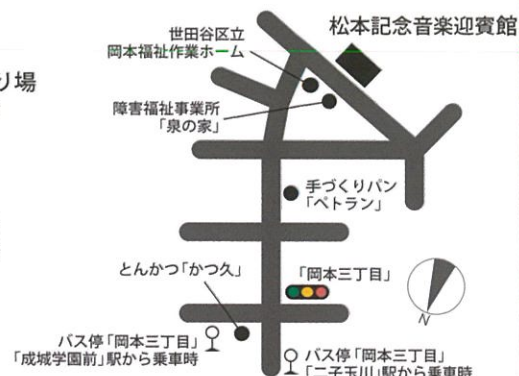 松本記念音楽迎賓館
世田谷区立
岡本福祉作業ホーム
り場
障害福祉事業所
「泉の家」
手づくりパン
「ペトラン」
とんかつ「かつ久」
「岡本三丁目」
N
バス停「岡本三丁目」
「成城学園前」駅から乗車時
バス停「岡本三丁目」
「二子玉川」駅から乗車時